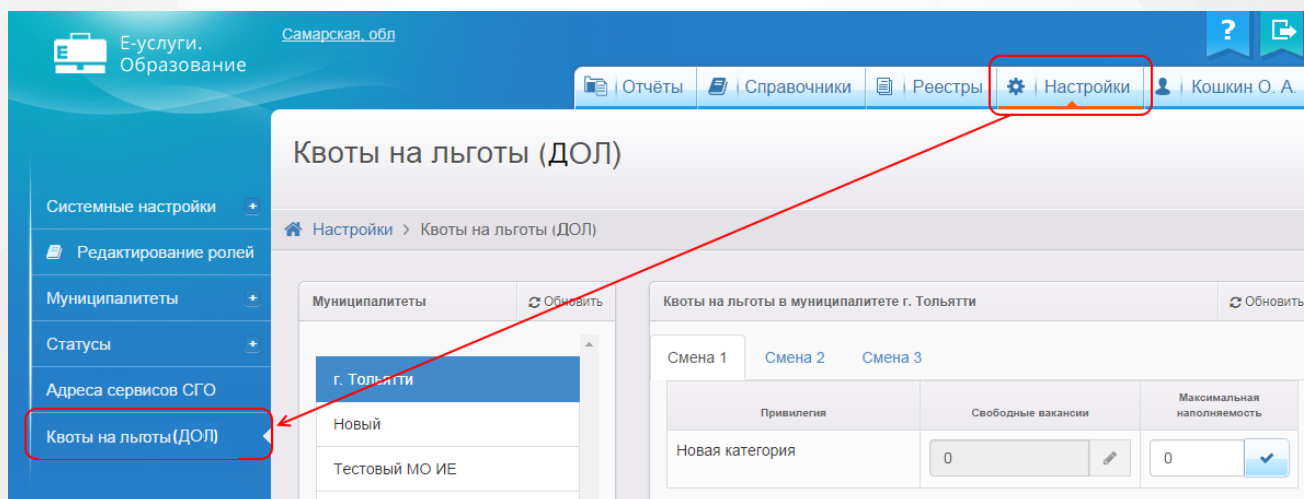 E
Е-услуги.
Образование
Самарская, обл
?
Отчёты
Справочники
Реестры
Настройки
Кошкин О. А.
Квоты на льготы (ДОЛ)
Настройки > Квоты на льготы (ДОЛ)
Системные настройки +
Редактирование ролей
Муниципалитеты +
Статусы +
Адреса сервисов СГО
Квоты на льготы(ДОЛ)
Муниципалитеты
Обновить
г. Тольятти
Новый
Тестовый МО ИЕ
Квоты на льготы в муниципалитете г. Тольятти
Обновить
Смена 1 Смена 2 Смена 3
Привилегия
Свободные вакансии
Максимальная
наполняемость
Новая категория
0
0